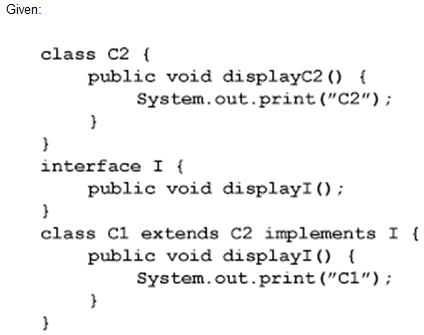 Given:
class C2 {
public void displayC2() {
System.out.print("C2");
}
}
interface I {
public void displayI();
}
class C1 extends C2 implements I {
public void displayI() {
System.out.print("C1");
}
}